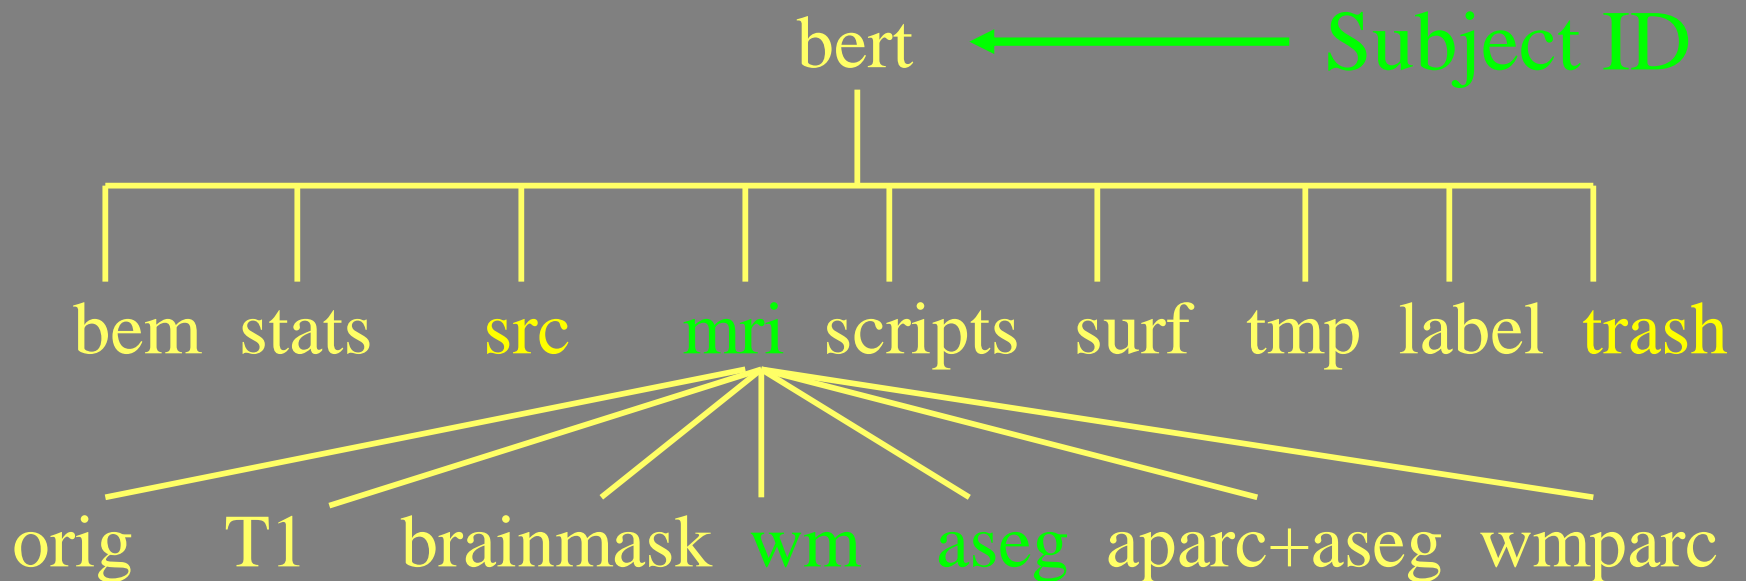 bert Subject ID
bem stats src mri scripts surf tmp label trash
orig T1 brainmask wm aseg aparc+aseg wmparc